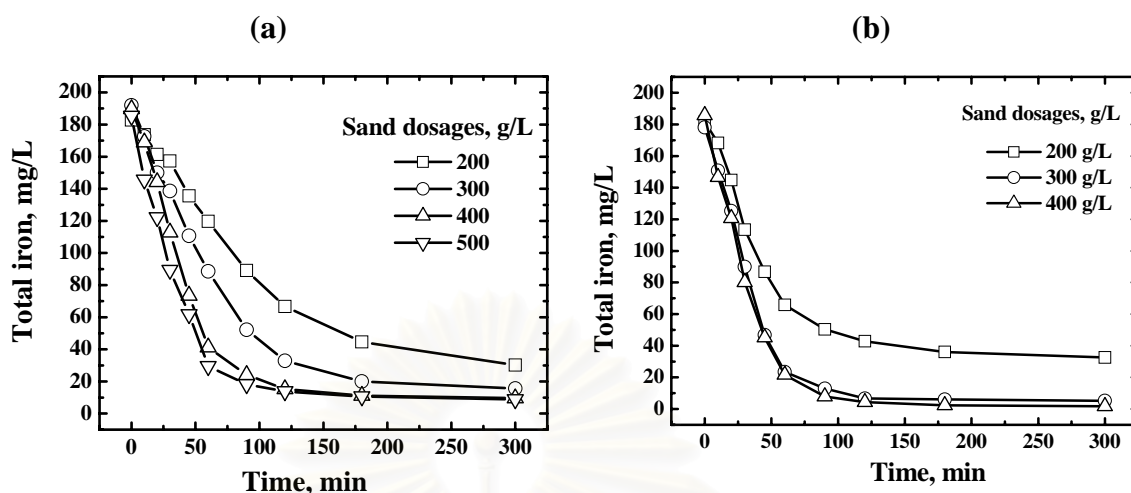 (a)
200
180
160
140
120
100
80
60
40
20
0
Total iron, mg/L
Sand dosages, g/L
200
300
400
500
0 50 100 150 200 250 300
Time, min
(b)
200
180
160
140
120
100
80
60
40
20
0
Total iron, mg/L
Sand dosages, g/L
200 g/L
300 g/L
400 g/L
0 50 100 150 200 250 300
Time, min